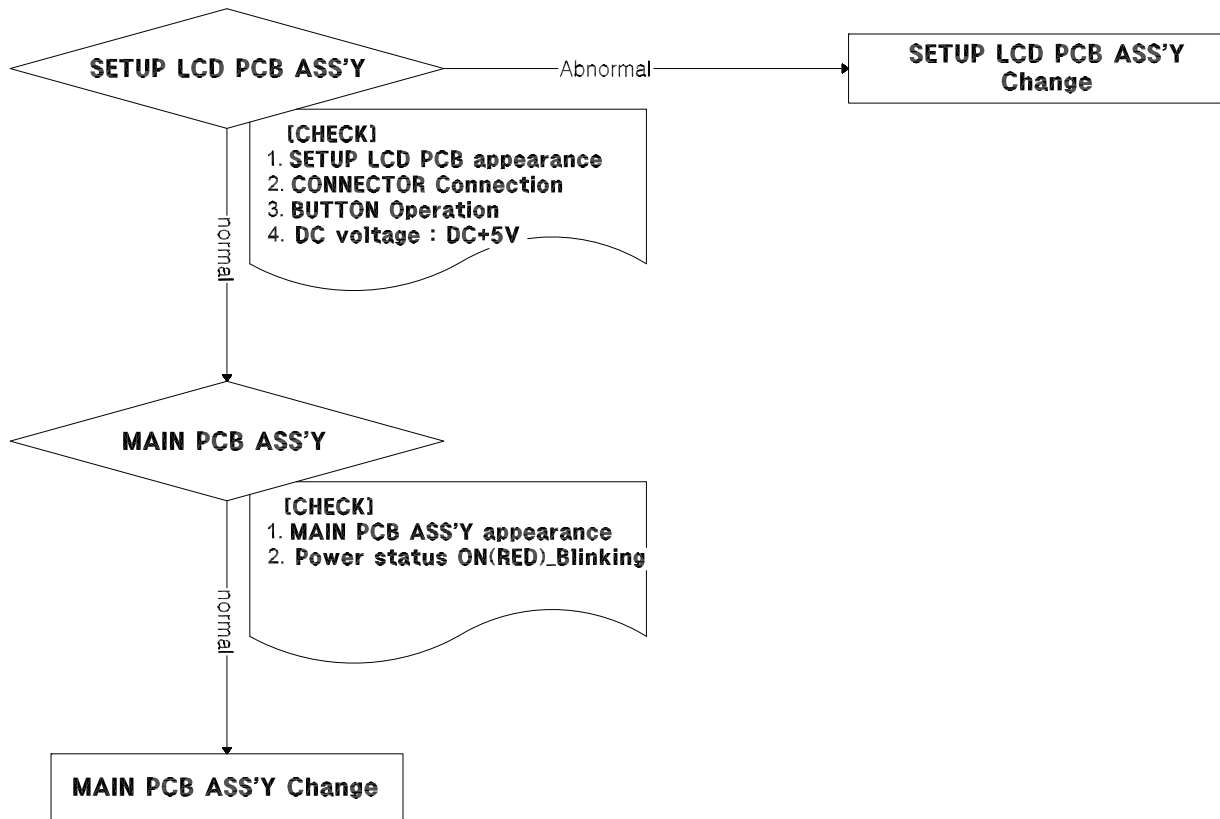 SETUP LCD PCB ASS'Y
Abnormal
SETUP LCD PCB ASS'Y
Change
[CHECK]
1. SETUP LCD PCB appearance
2. CONNECTOR Connection
3. BUTTON Operation
4. DC voltage : DC+5V
normal
MAIN PCB ASS'Y
[CHECK]
1. MAIN PCB ASS'Y appearance
2. Power status ON(RED)_Blinking
normal
MAIN PCB ASS'Y Change